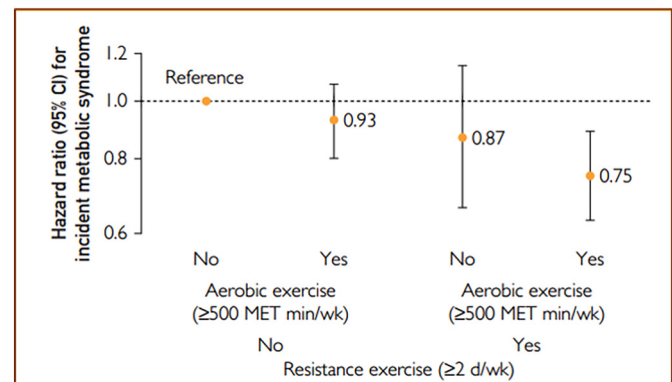 Hazard ratio (95% CI) for
incident metabolic syndrome
1.2
1.0
0.8
0.6
Reference
0.93
0.87
0.75
No Yes No Yes
Aerobic exercise Aerobic exercise
(≥500 MET min/wk) (≥500 MET min/wk)
No Yes
Resistance exercise (≥2 d/wk)